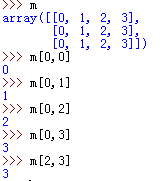 >>> m
array([[0, 1, 2, 3],
       [0, 1, 2, 3],
       [0, 1, 2, 3]])
>>> m[0,0]
0
>>> m[0,1]
1
>>> m[0,2]
2
>>> m[0,3]
3
>>> m[2,3]
3